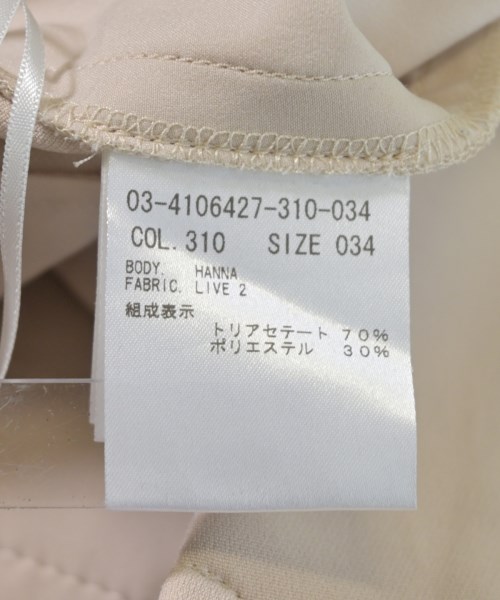 03-4106427-310-034
COL. 310 SIZE 034
BODY. HANNA
FABRIC. LIVE 2
組成表示
トリアセテート 70%
ポリエステル 30%